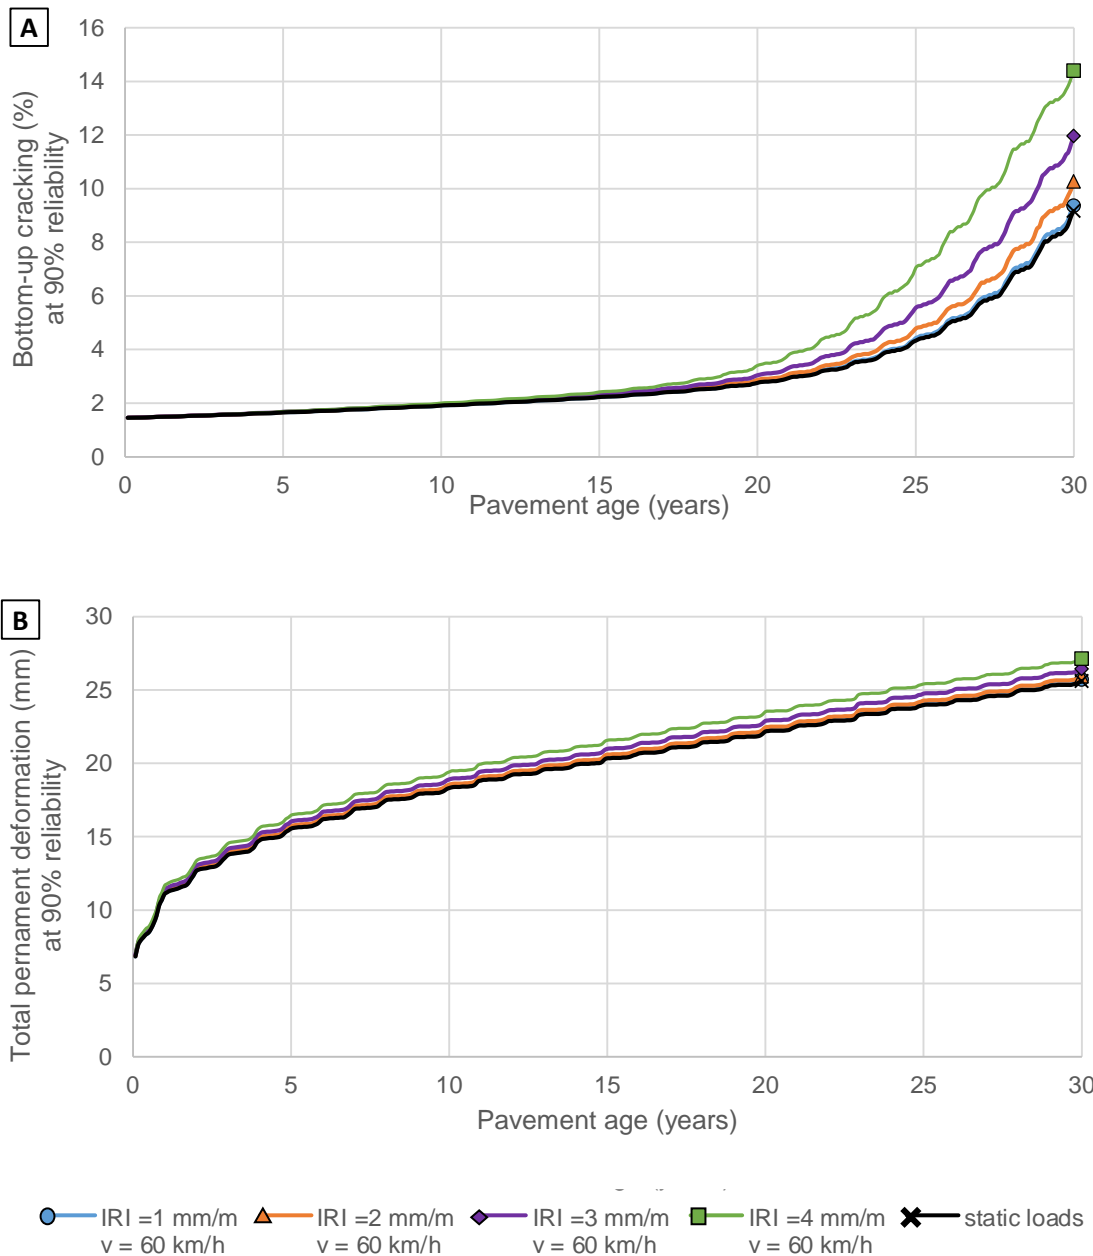 A
Bottom-up cracking (%)
at 90% reliability
16
14
12
10
8
6
4
2
0
0 5 10 15 20 25 30
Pavement age (years)
B
Total pernament deformation (mm)
at 90% reliability
30
25
20
15
10
5
0
0 5 10 15 20 25 30
Pavement age (years)
IRI =1 mm/m IRI =2 mm/m IRI =3 mm/m IRI =4 mm/m static loads
v = 60 km/h v = 60 km/h v = 60 km/h v = 60 km/h